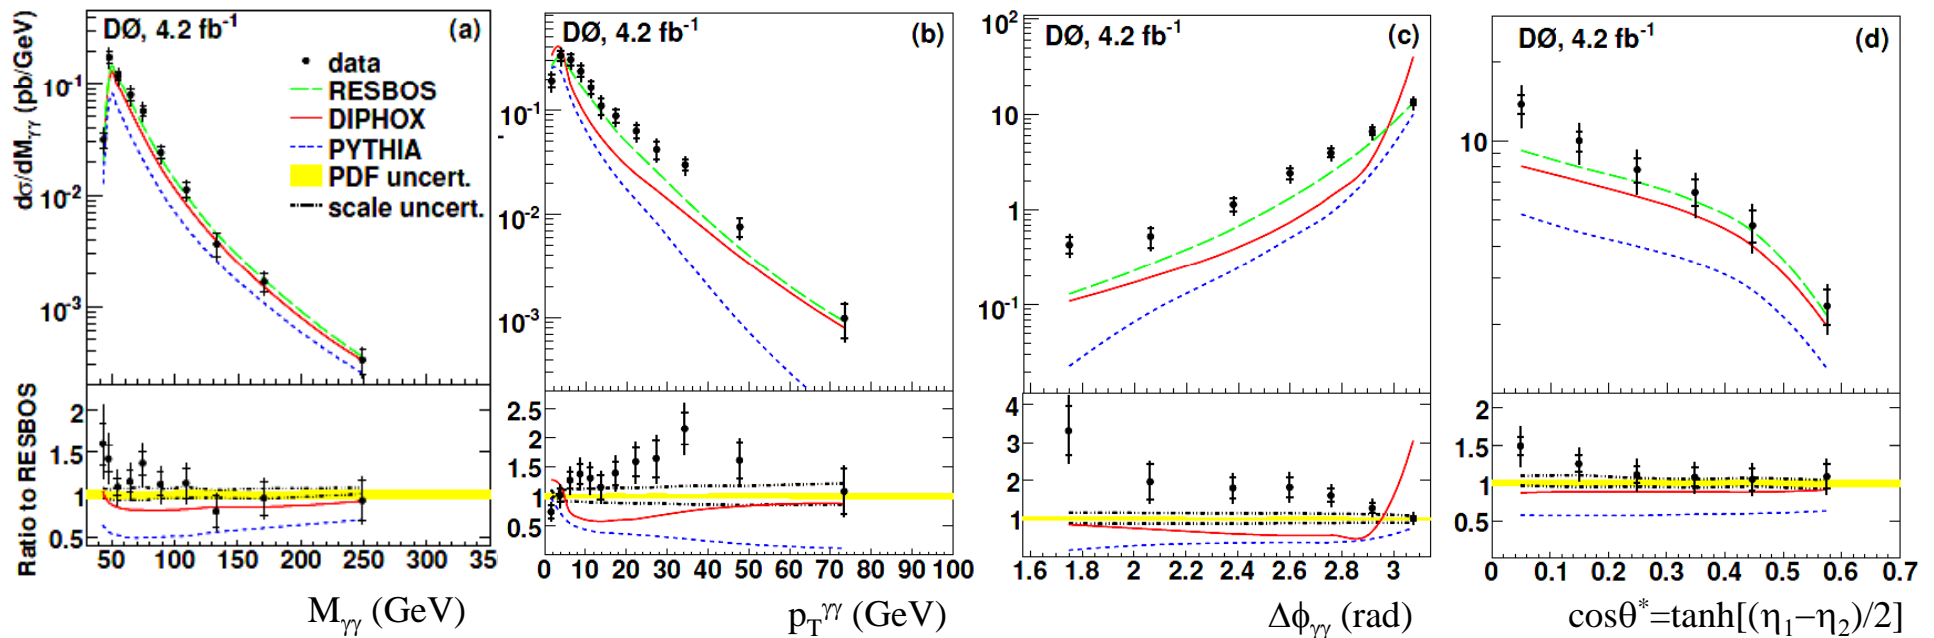 DØ, 4.2 fb⁻¹ (a)
data
RESBOS
DIPHOX
PYTHIA
PDF uncert.
scale uncert.
dσ/dMγγ (pb/GeV)
10⁻¹
10⁻²
10⁻³
Ratio to RESBOS
2
1.5
1
0.5
50 100 150 200 250 300 35
Mγγ (GeV)
DØ, 4.2 fb⁻¹ (b)
10⁻¹
10⁻²
10⁻³
2.5
2
1.5
1
0.5
0 10 20 30 40 50 60 70 80 90 100
pTγγ (GeV)
DØ, 4.2 fb⁻¹ (c)
10²
10
1
10⁻¹
4
3
2
1
1.6 1.8 2 2.2 2.4 2.6 2.8 3
Δϕγγ (rad)
DØ, 4.2 fb⁻¹ (d)
10
2
1.5
1
0.5
0 0.1 0.2 0.3 0.4 0.5 0.6 0.7
cosθ*=tanh[(η₁−η₂)/2]